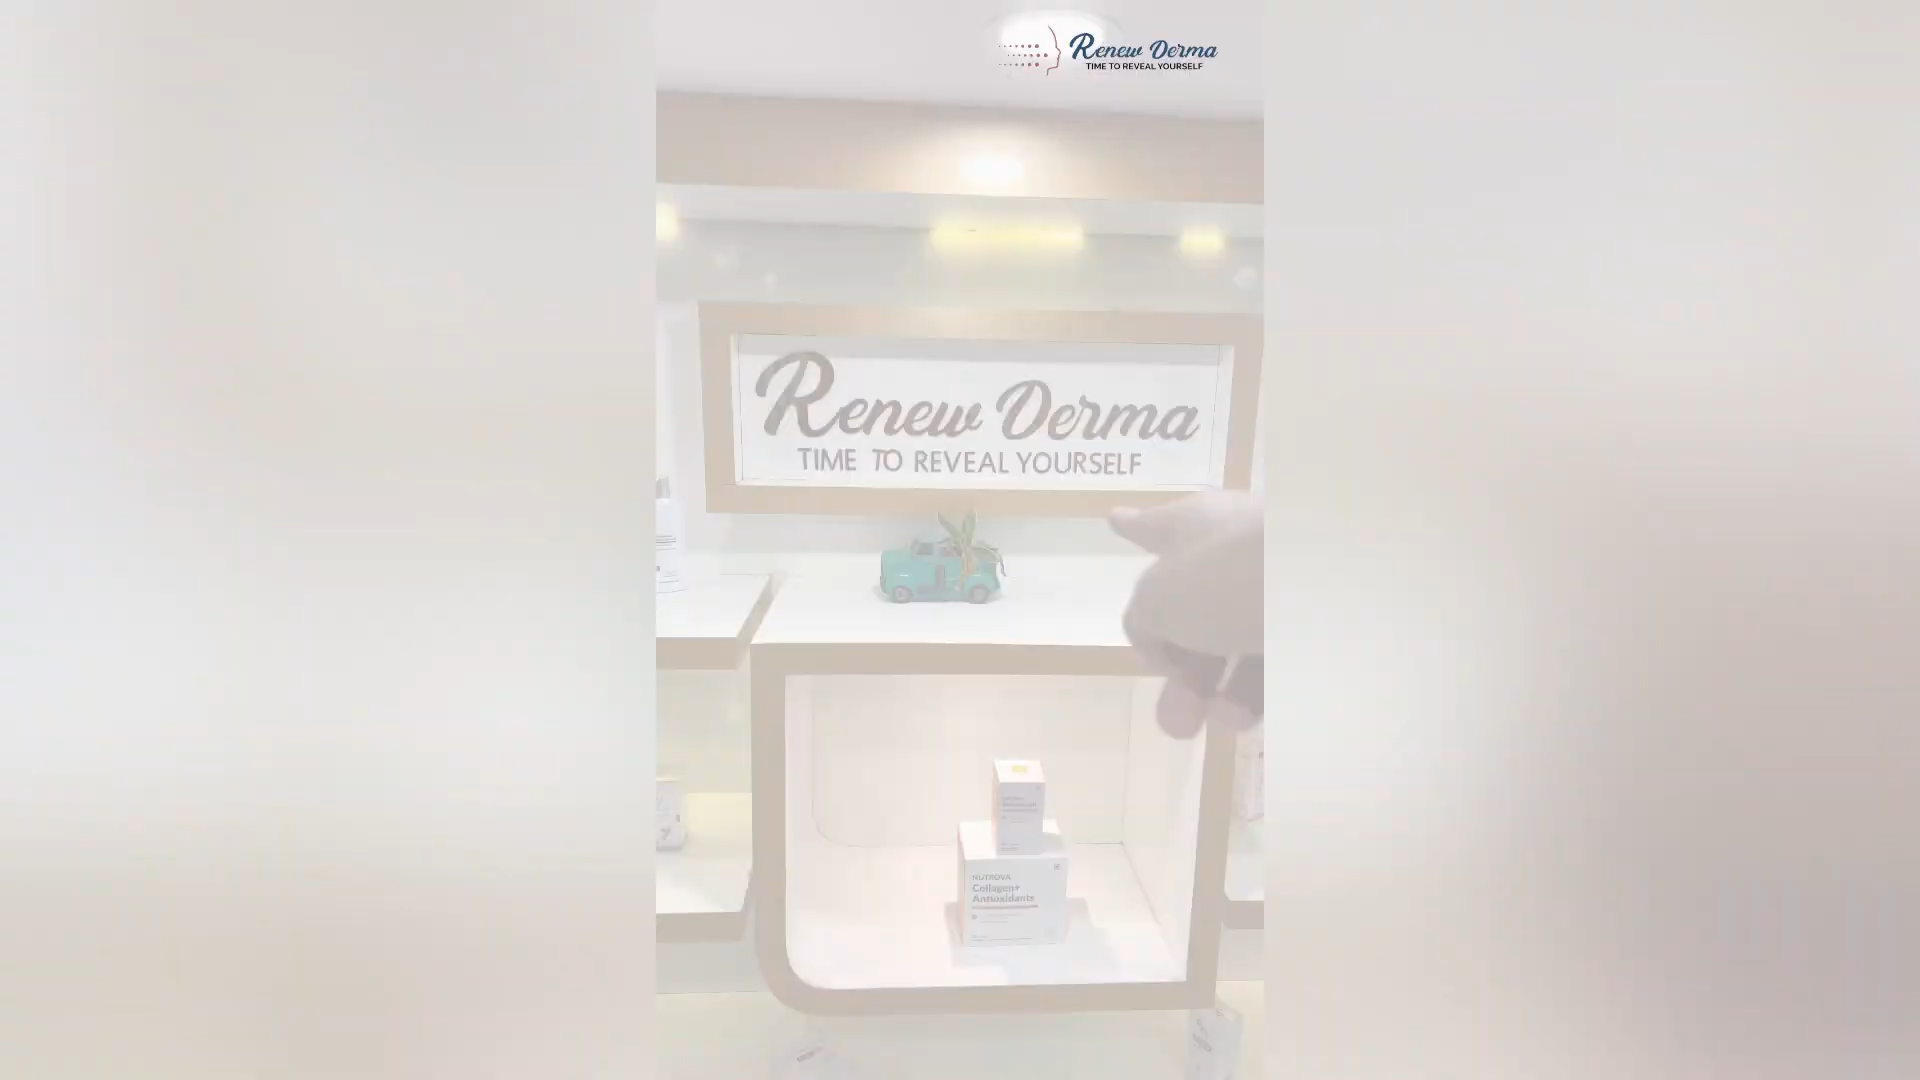 Renew Derma
TIME TO REVEAL YOURSELF
Renew Derma
TIME TO REVEAL YOURSELF
NUTROVA
Collagen+
Antioxidants